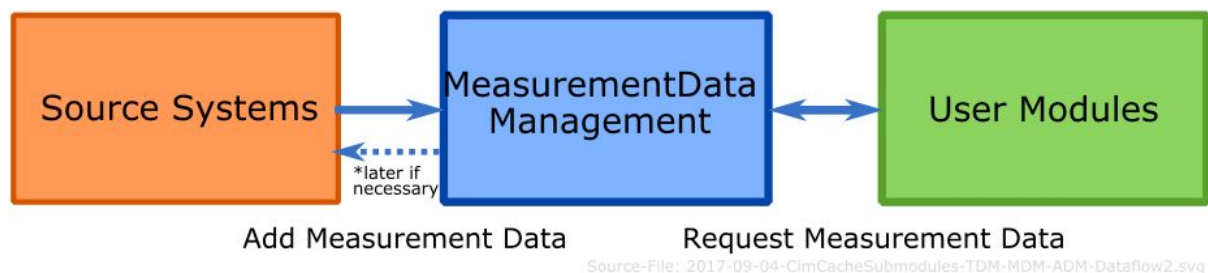 Source Systems
MeasurementData
Management
User Modules
*later if
necessary
Add Measurement Data
Request Measurement Data
Source-File: 2017-09-04-CimCacheSubmodules-TDM-MDM-ADM-Dataflow2.svg